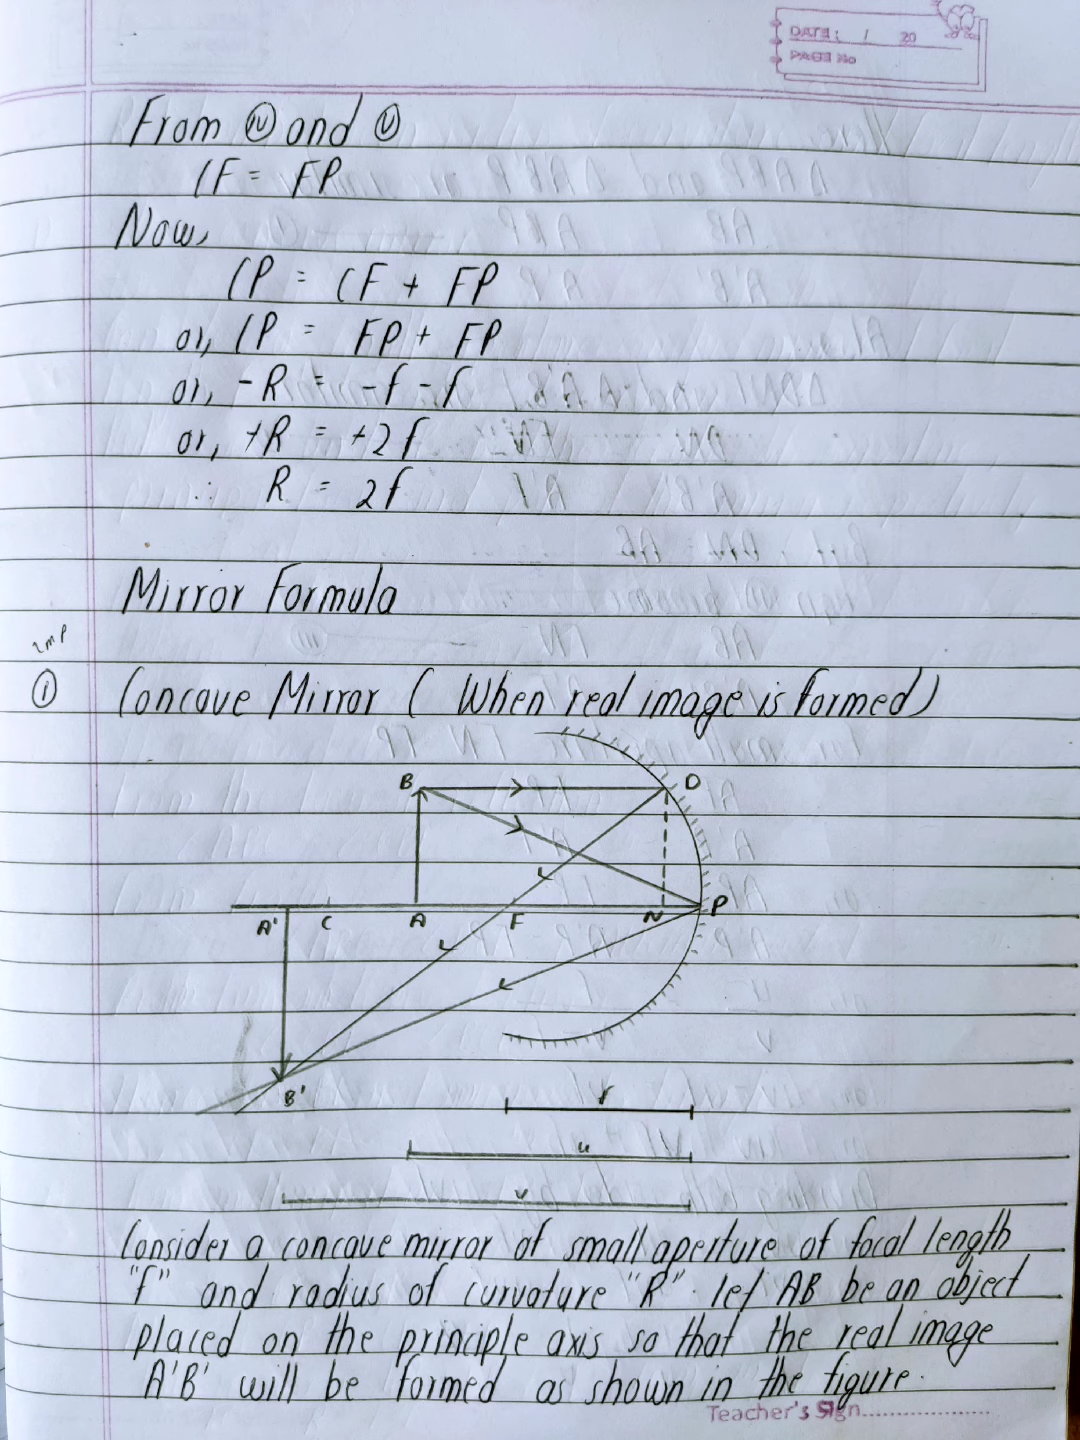 DATE: / 20
PAGE No
From (IV) and (V)
CF = FP
Now,
CP = CF + FP
or, CP = FP + FP
or, -R = -f - f
or, +R = +2f
∴ R = 2f
Mirror Formula
Imp
(i) Concave Mirror ( When real image is formed)
B D
A' C A F N P
B'
f
u
v
Consider a concave mirror of small aperture of focal length
"f" and radius of curvature "R". let AB be an object
placed on the principle axis so that the real image
A'B' will be formed as shown in the figure.
Teacher's Sign....................